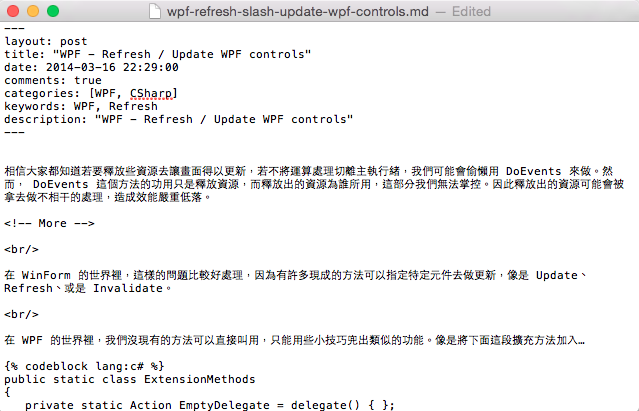 wpf-refresh-slash-update-wpf-controls.md — Edited
---
layout: post
title: "WPF - Refresh / Update WPF controls"
date: 2014-03-16 22:29:00
comments: true
categories: [WPF, CSharp]
keywords: WPF, Refresh
description: "WPF - Refresh / Update WPF controls"
---
相信大家都知道若要釋放些資源去讓畫面得以更新，若不將運算處理切離主執行緒，我們可能會偷懶用 DoEvents 來做。然
而， DoEvents 這個方法的功用只是釋放資源，而釋放出的資源為誰所用，這部分我們無法掌控。因此釋放出的資源可能會被
拿去做不相干的處理，造成效能嚴重低落。
<!-- More -->
<br/>
在 WinForm 的世界裡，這樣的問題比較好處理，因為有許多現成的方法可以指定特定元件去做更新，像是 Update、
Refresh、或是 Invalidate。
<br/>
在 WPF 的世界裡，我們沒現有的方法可以直接叫用，只能用些小技巧兜出類似的功能。像是將下面這段擴充方法加入…
{% codeblock lang:c# %}
public static class ExtensionMethods
{
   private static Action EmptyDelegate = delegate() { };